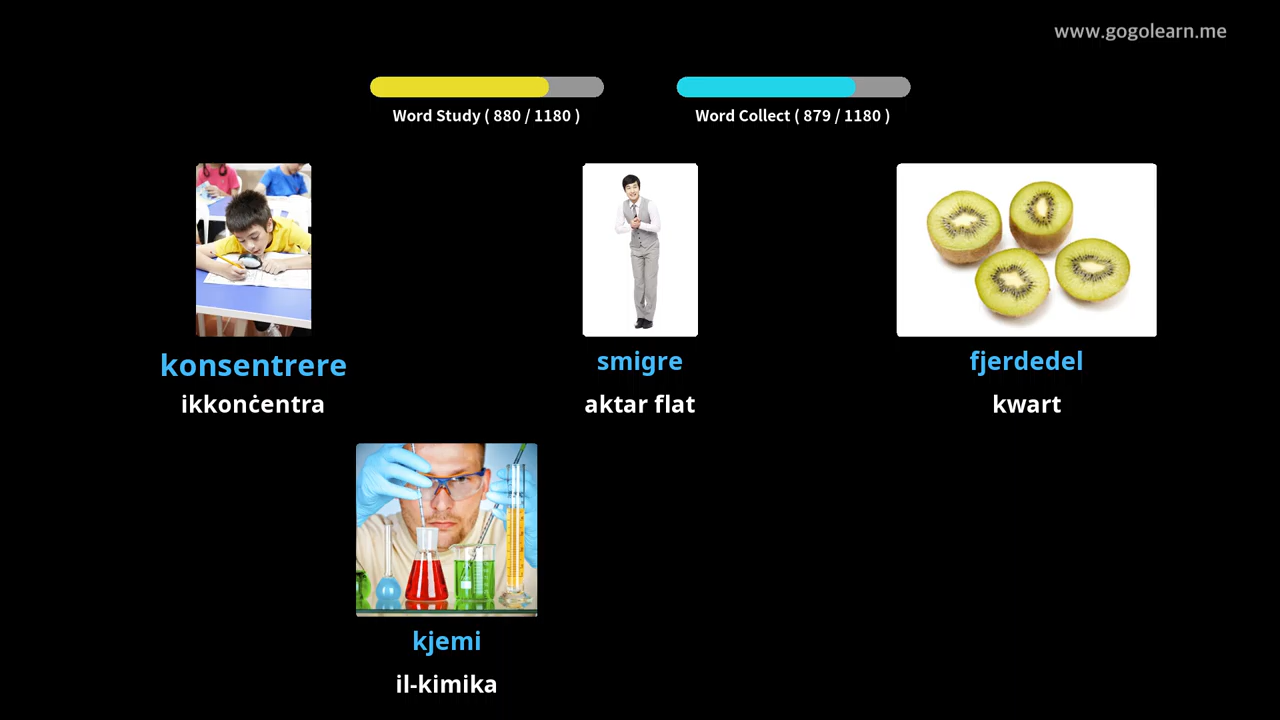 www.gogolearn.me
Word Study ( 880 / 1180 )
Word Collect ( 879 / 1180 )
konsentrere
ikkonċentra
smigre
aktar flat
fjerdedel
kwart
kjemi
il-kimika